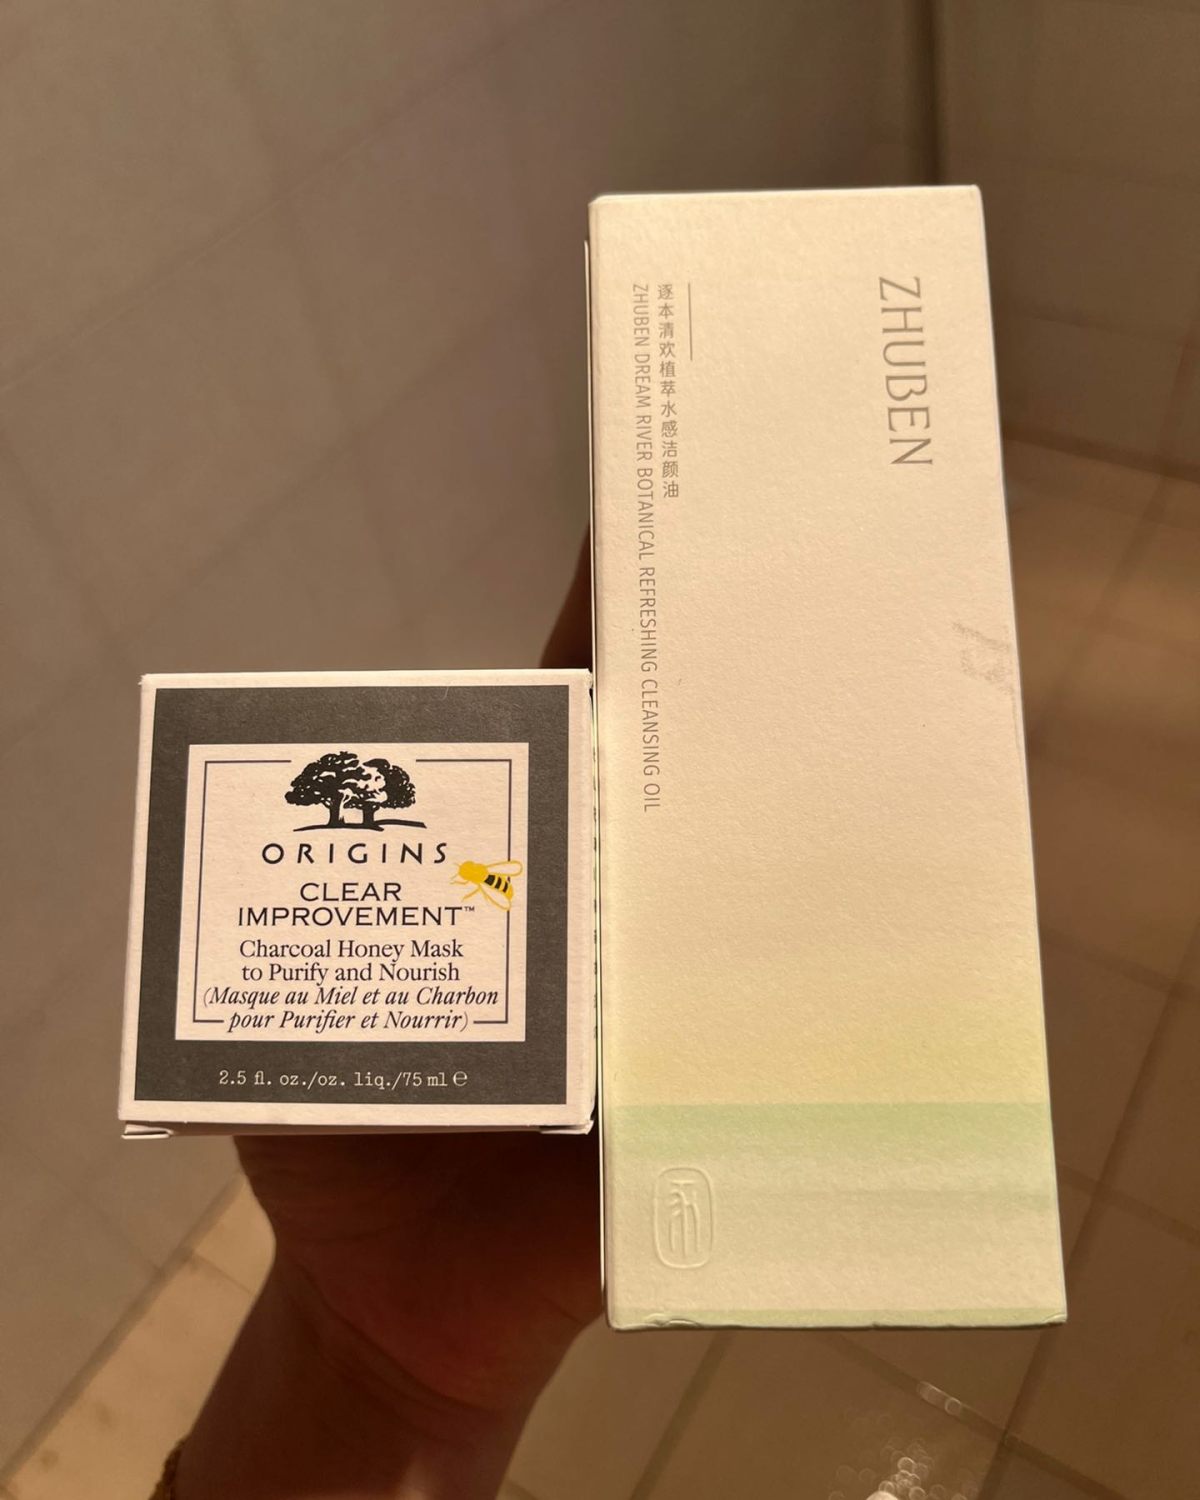 ORIGINS
CLEAR
IMPROVEMENT™
Charcoal Honey Mask
to Purify and Nourish
(Masque au Miel et au Charbon
pour Purifier et Nourrir)
2.5 fl. oz./oz. liq./75 ml ℮
ZHUBEN
逐本清欢植萃水感洁颜油
ZHUBEN DREAM RIVER BOTANICAL REFRESHING CLEANSING OIL